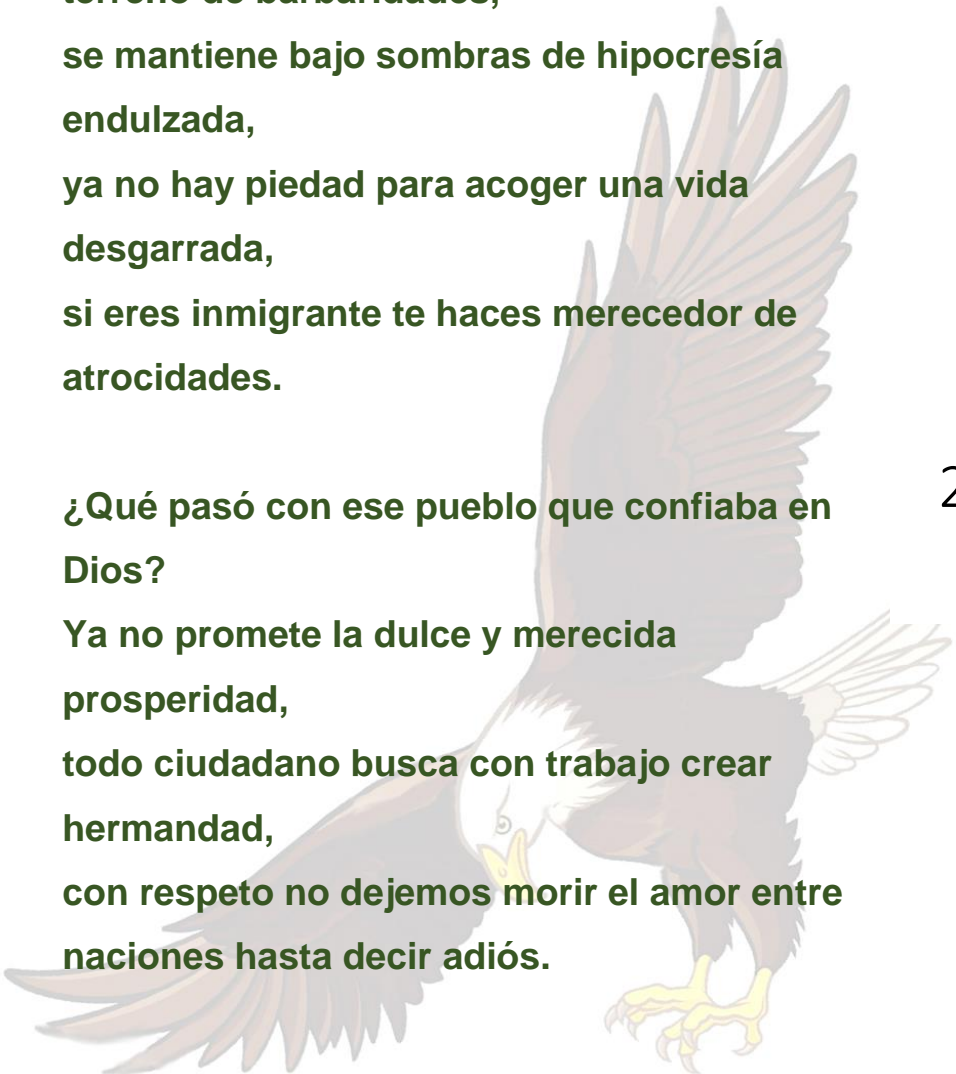 terreno de barbaridades,
se mantiene bajo sombras de hipocresía
endulzada,
ya no hay piedad para acoger una vida
desgarrada,
si eres inmigrante te haces merecedor de
atrocidades.
¿Qué pasó con ese pueblo que confiaba en
Dios?
Ya no promete la dulce y merecida
prosperidad,
todo ciudadano busca con trabajo crear
hermandad,
con respeto no dejemos morir el amor entre
naciones hasta decir adiós.